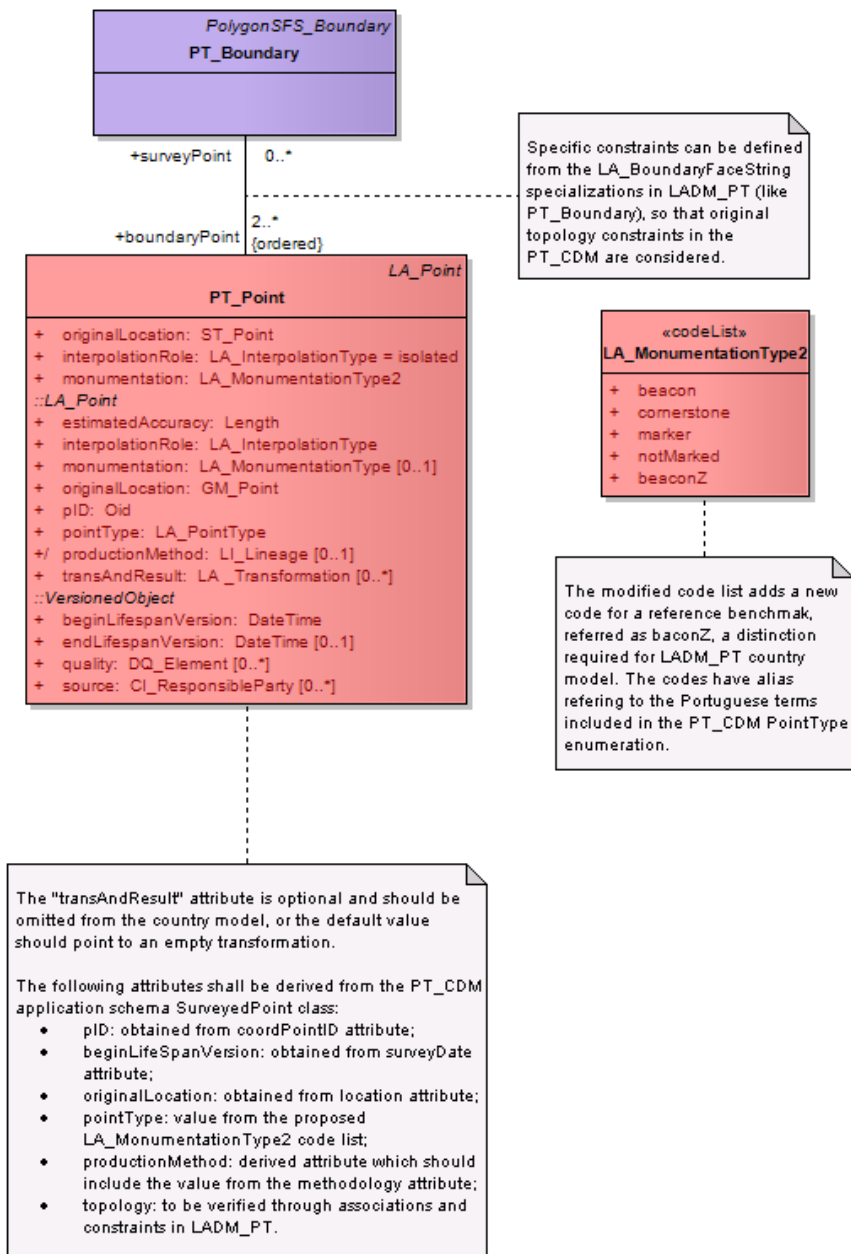 PolygonSFS_Boundary
PT_Boundary
+surveyPoint 0..*
2..*
+boundaryPoint
{ordered}
Specific constraints can be defined
from the LA_BoundaryFaceString
specializations in LADM_PT (like
PT_Boundary), so that original
topology constraints in the
PT_CDM are considered.
LA_Point
PT_Point
+ originalLocation: ST_Point
+ interpolationRole: LA_InterpolationType = isolated
+ monumentation: LA_MonumentationType2
::LA_Point
+ estimatedAccuracy: Length
+ interpolationRole: LA_InterpolationType
+ monumentation: LA_MonumentationType [0..1]
+ originalLocation: GM_Point
+ pID: Oid
+ pointType: LA_PointType
+/ productionMethod: LI_Lineage [0..1]
+ transAndResult: LA _Transformation [0..*]
::VersionedObject
+ beginLifespanVersion: DateTime
+ endLifespanVersion: DateTime [0..1]
+ quality: DQ_Element [0..*]
+ source: CI_ResponsibleParty [0..*]
«codeList»
LA_MonumentationType2
+ beacon
+ cornerstone
+ marker
+ notMarked
+ beaconZ
The modified code list adds a new
code for a reference benchmak,
referred as baconZ, a distinction
required for LADM_PT country
model. The codes have alias
refering to the Portuguese terms
included in the PT_CDM PointType
enumeration.
The "transAndResult" attribute is optional and should be
omitted from the country model, or the default value
should point to an empty transformation.
The following attributes shall be derived from the PT_CDM
application schema SurveyedPoint class:
• pID: obtained from coordPointID attribute;
• beginLifeSpanVersion: obtained from surveyDate
attribute;
• originalLocation: obtained from location attribute;
• pointType: value from the proposed
LA_MonumentationType2 code list;
• productionMethod: derived attribute which should
include the value from the methodology attribute;
• topology: to be verified through associations and
constraints in LADM_PT.